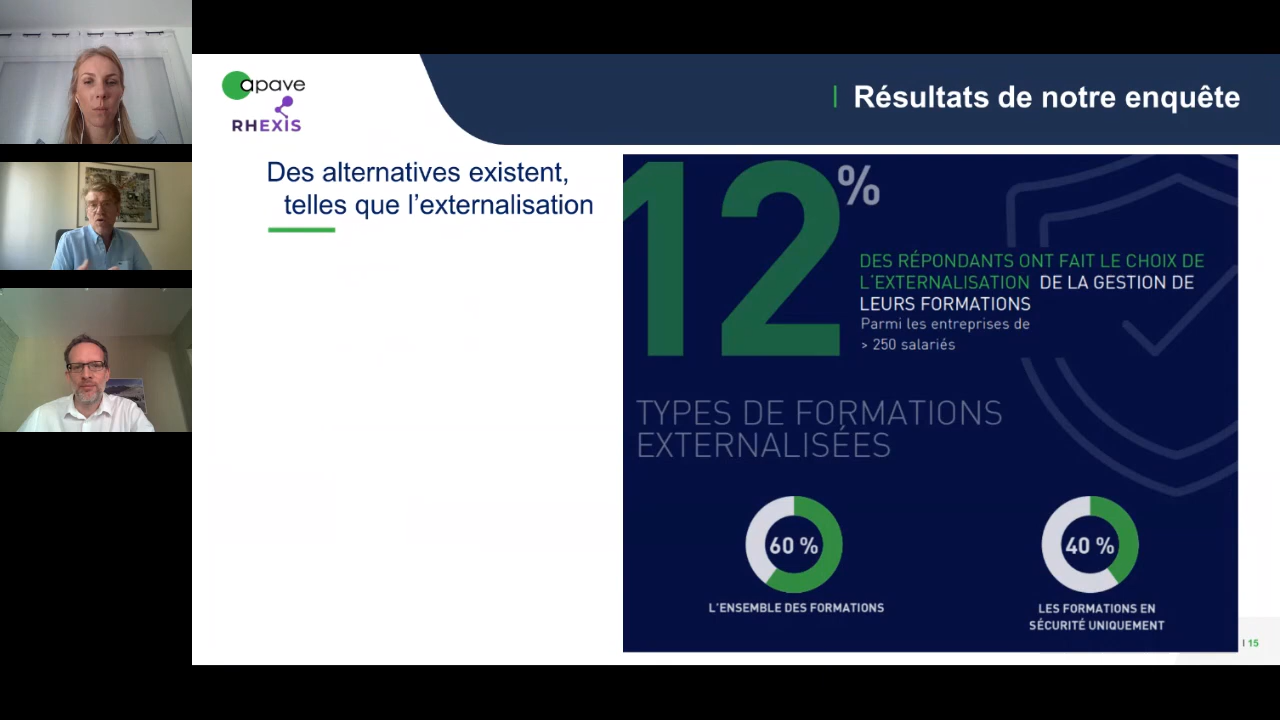 apave
RHEXIS
| Résultats de notre enquête
Des alternatives existent,
telles que l'externalisation
12%
DES RÉPONDANTS ONT FAIT LE CHOIX DE
L'EXTERNALISATION DE LA GESTION DE
LEURS FORMATIONS
Parmi les entreprises de
> 250 salariés
TYPES DE FORMATIONS
EXTERNALISÉES
60 %
L'ENSEMBLE DES FORMATIONS
40 %
LES FORMATIONS EN
SÉCURITÉ UNIQUEMENT
I 15